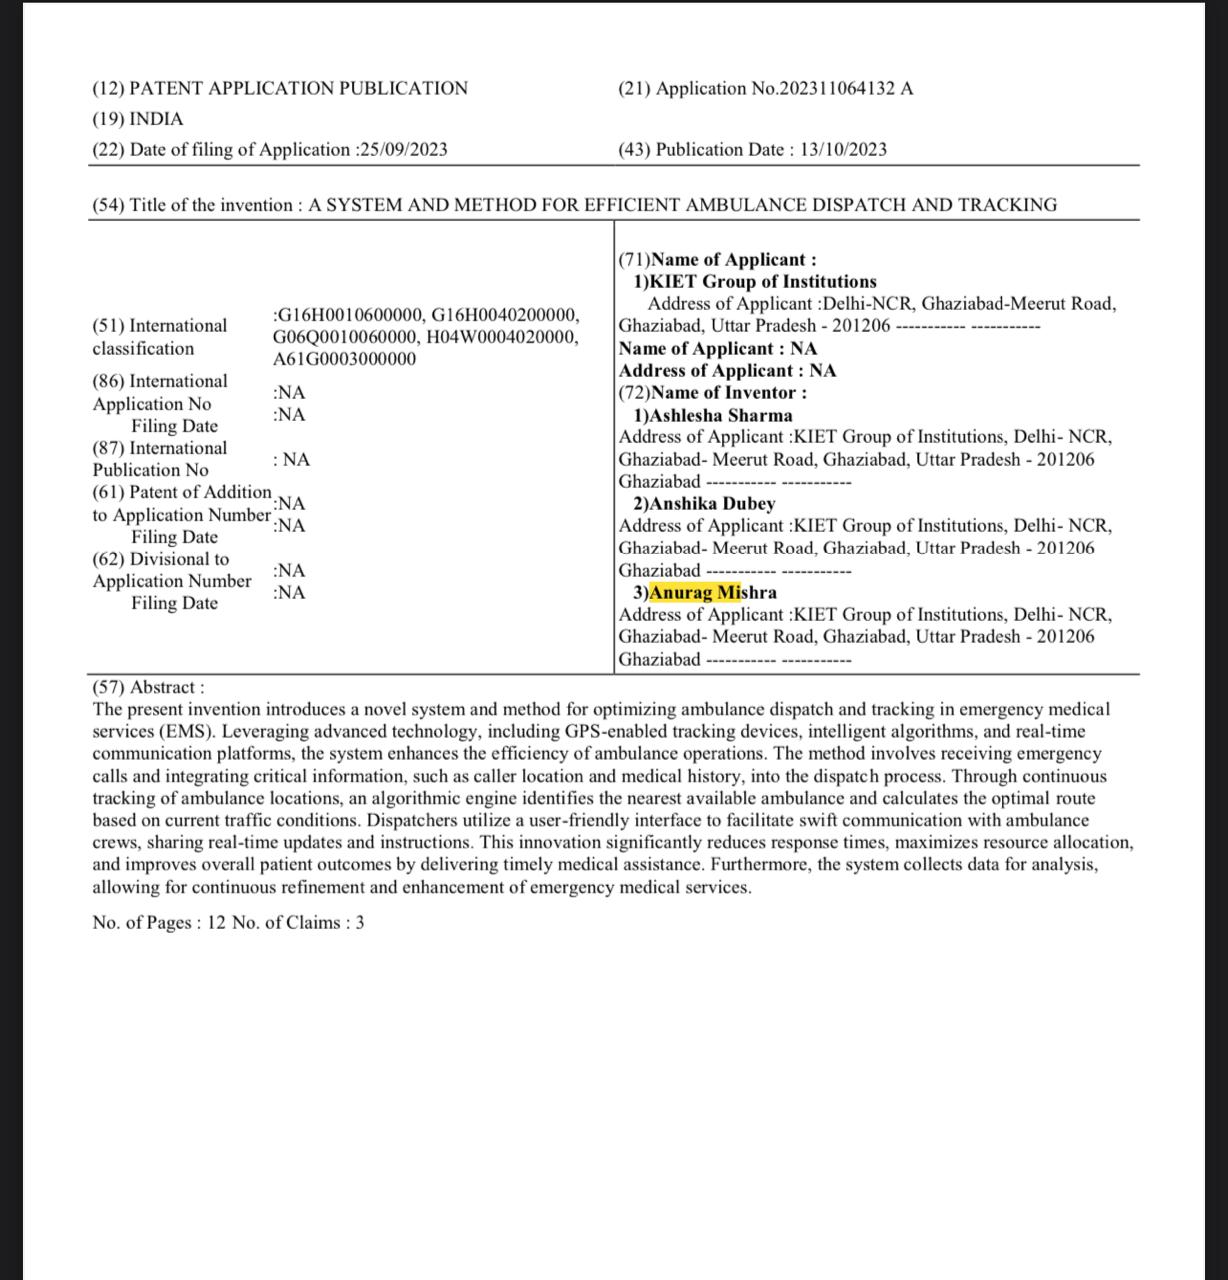 (12) PATENT APPLICATION PUBLICATION
(21) Application No.202311064132 A
(19) INDIA
(22) Date of filing of Application :25/09/2023
(43) Publication Date : 13/10/2023
(54) Title of the invention : A SYSTEM AND METHOD FOR EFFICIENT AMBULANCE DISPATCH AND TRACKING
(51) International
classification
:G16H0010600000, G16H0040200000,
G06Q0010060000, H04W0004020000,
A61G0003000000
(86) International
Application No
Filing Date
:NA
:NA
(87) International
Publication No
: NA
(61) Patent of Addition
to Application Number
Filing Date
:NA
:NA
(62) Divisional to
Application Number
Filing Date
:NA
:NA
(71)Name of Applicant :
1)KIET Group of Institutions
Address of Applicant :Delhi-NCR, Ghaziabad-Meerut Road,
Ghaziabad, Uttar Pradesh - 201206 ----------- -----------
Name of Applicant : NA
Address of Applicant : NA
(72)Name of Inventor :
1)Ashlesha Sharma
Address of Applicant :KIET Group of Institutions, Delhi- NCR,
Ghaziabad- Meerut Road, Ghaziabad, Uttar Pradesh - 201206
Ghaziabad ----------- -----------
2)Anshika Dubey
Address of Applicant :KIET Group of Institutions, Delhi- NCR,
Ghaziabad- Meerut Road, Ghaziabad, Uttar Pradesh - 201206
Ghaziabad ----------- -----------
3)Anurag Mishra
Address of Applicant :KIET Group of Institutions, Delhi- NCR,
Ghaziabad- Meerut Road, Ghaziabad, Uttar Pradesh - 201206
Ghaziabad ----------- -----------
(57) Abstract :
The present invention introduces a novel system and method for optimizing ambulance dispatch and tracking in emergency medical
services (EMS). Leveraging advanced technology, including GPS-enabled tracking devices, intelligent algorithms, and real-time
communication platforms, the system enhances the efficiency of ambulance operations. The method involves receiving emergency
calls and integrating critical information, such as caller location and medical history, into the dispatch process. Through continuous
tracking of ambulance locations, an algorithmic engine identifies the nearest available ambulance and calculates the optimal route
based on current traffic conditions. Dispatchers utilize a user-friendly interface to facilitate swift communication with ambulance
crews, sharing real-time updates and instructions. This innovation significantly reduces response times, maximizes resource allocation,
and improves overall patient outcomes by delivering timely medical assistance. Furthermore, the system collects data for analysis,
allowing for continuous refinement and enhancement of emergency medical services.
No. of Pages : 12 No. of Claims : 3